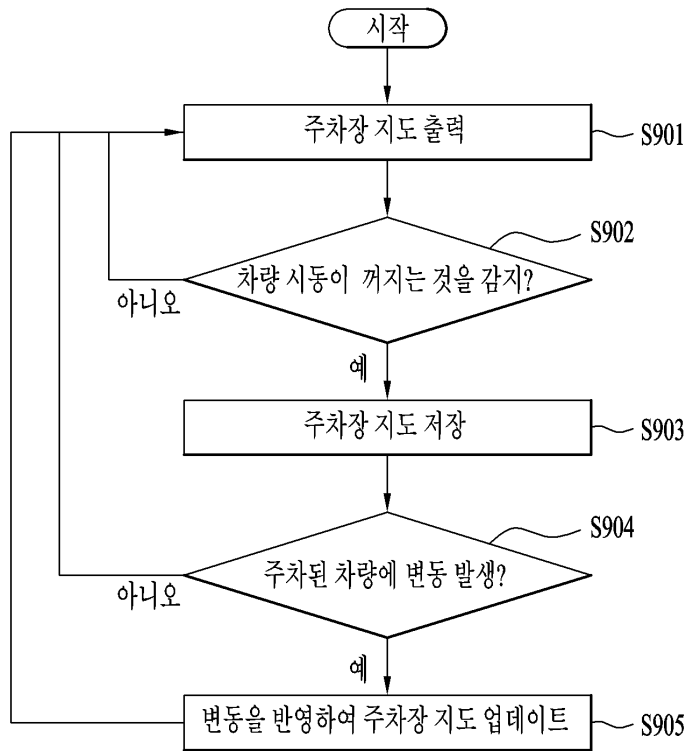 시작
주차장 지도 출력
S901
S902
차량 시동이 꺼지는 것을 감지?
아니오
예
주차장 지도 저장
S903
S904
주차된 차량에 변동 발생?
아니오
예
변동을 반영하여 주차장 지도 업데이트
S905